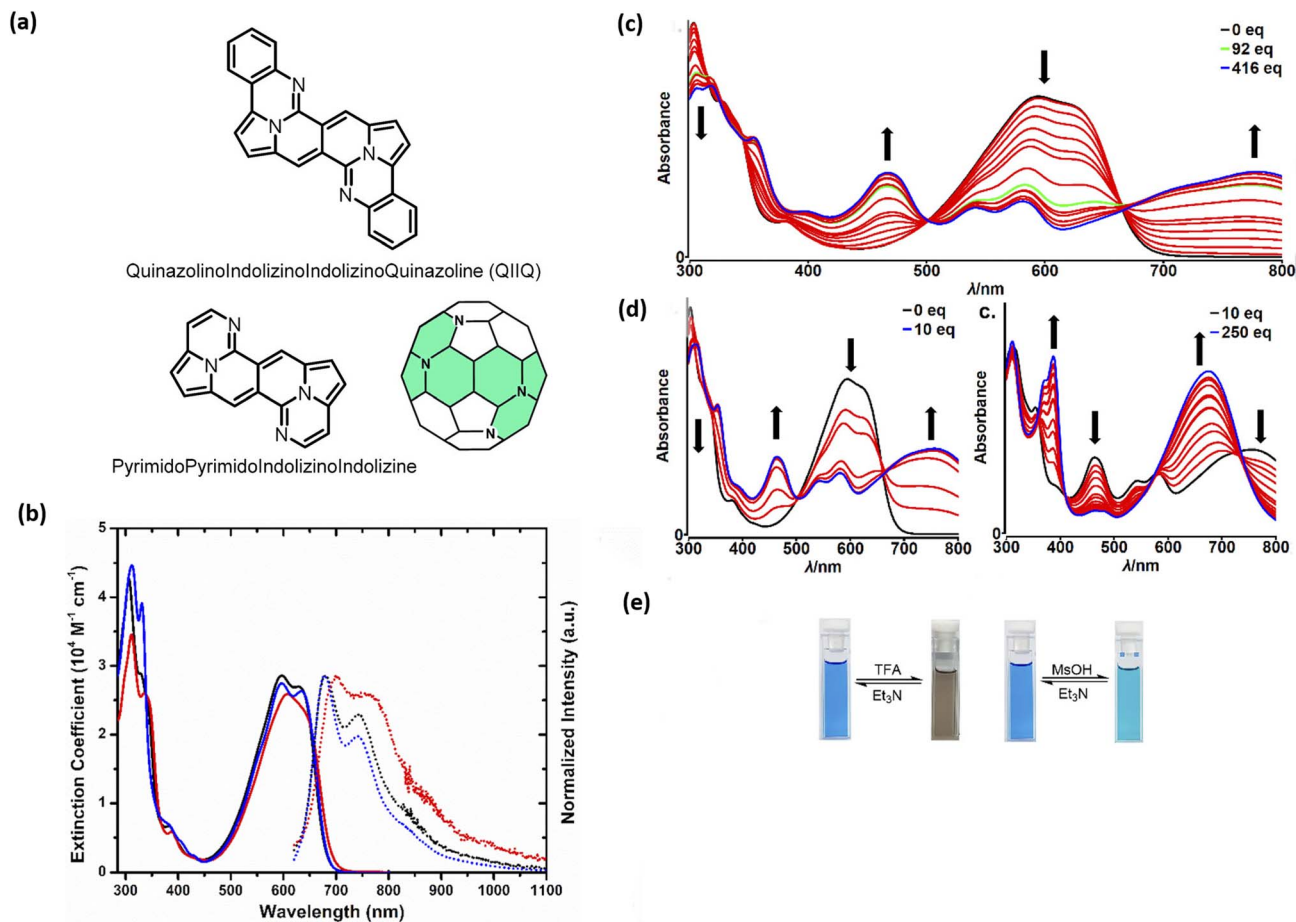 (a)
N
N
N
N
QuinazolinoIndolizinoIndolizinoQuinazoline (QIIQ)
N
N
N
N
N
N
N
N
PyrimidoPyrimidoIndolizinoIndolizine
(b)
Extinction Coefficient (10⁴ M⁻¹ cm⁻¹)
5
4
3
2
1
0
300 400 500 600 700 800 900 1000 1100
Wavelength (nm)
Normalized Intensity (a.u.)
(c)
Absorbance
0 eq
92 eq
416 eq
0
300 400 500 600 700 800
λ/nm
(d)
Absorbance
0 eq
10 eq
0
300 400 500 600 700 800
λ/nm
c.
Absorbance
10 eq
250 eq
0
300 400 500 600 700 800
λ/nm
(e)
TFA
Et₃N
MsOH
Et₃N